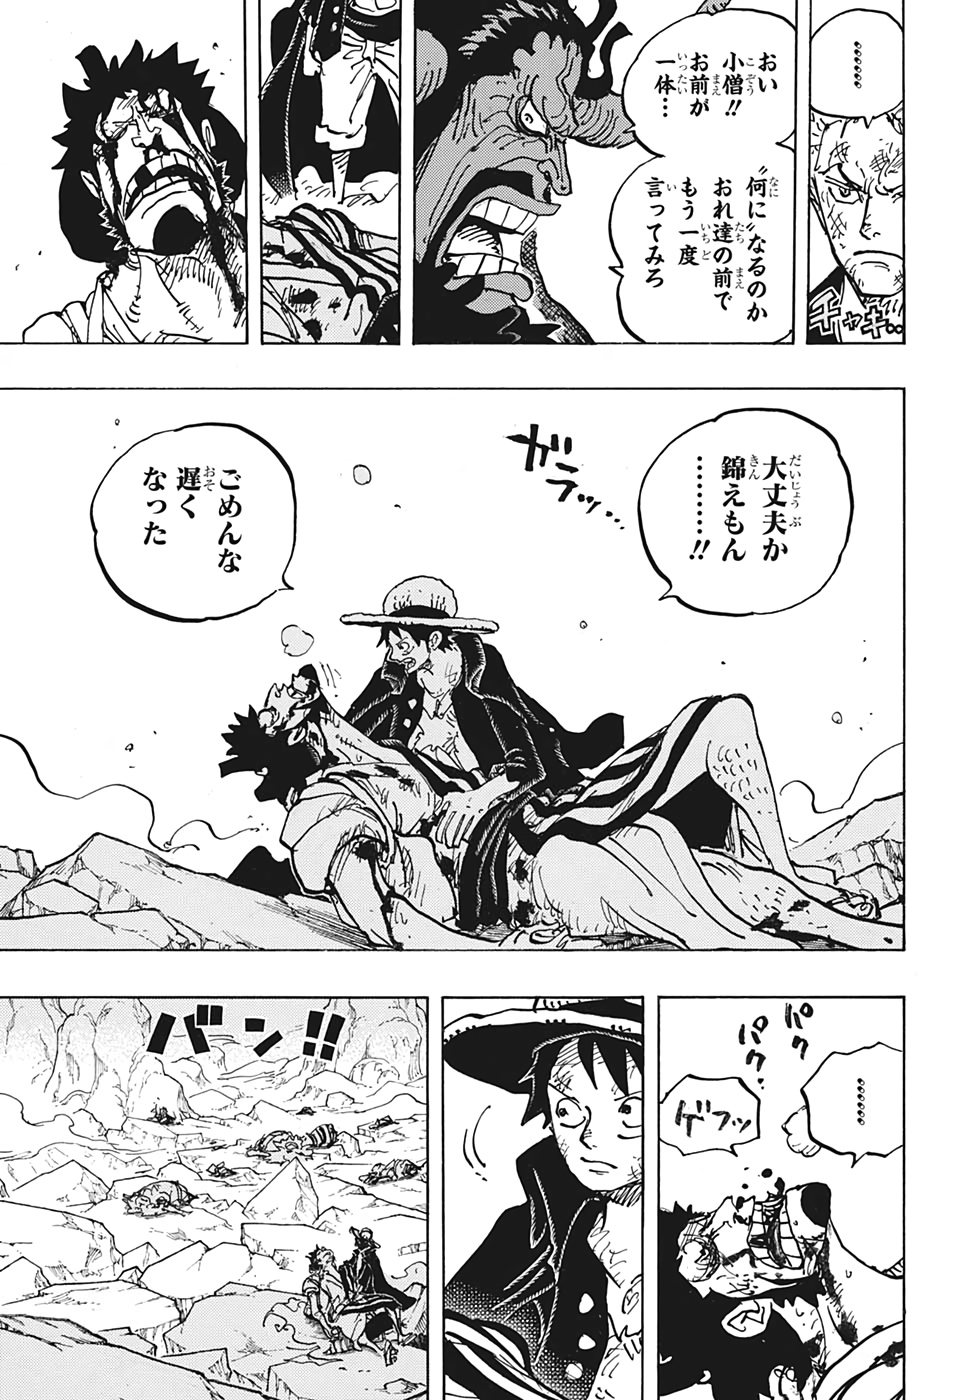 ………
チャキ∞
おい
小僧!!
お前が
一体…
"何に"なるのか
おれ達の前で
もう一度
言ってみろ
ガラッ…
大丈夫か
錦えもん
………!!
ごめんな
遅く
なった
………
パク
パク…
ゲフッ
バン!!